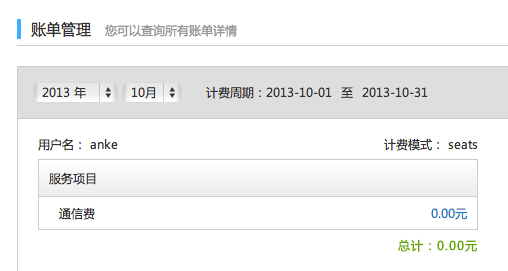 账单管理 您可以查询所有账单详情
2013 年 10月 计费周期：2013-10-01 至 2013-10-31
用户名： anke 计费模式： seats
服务项目
通信费 0.00元
总计：0.00元